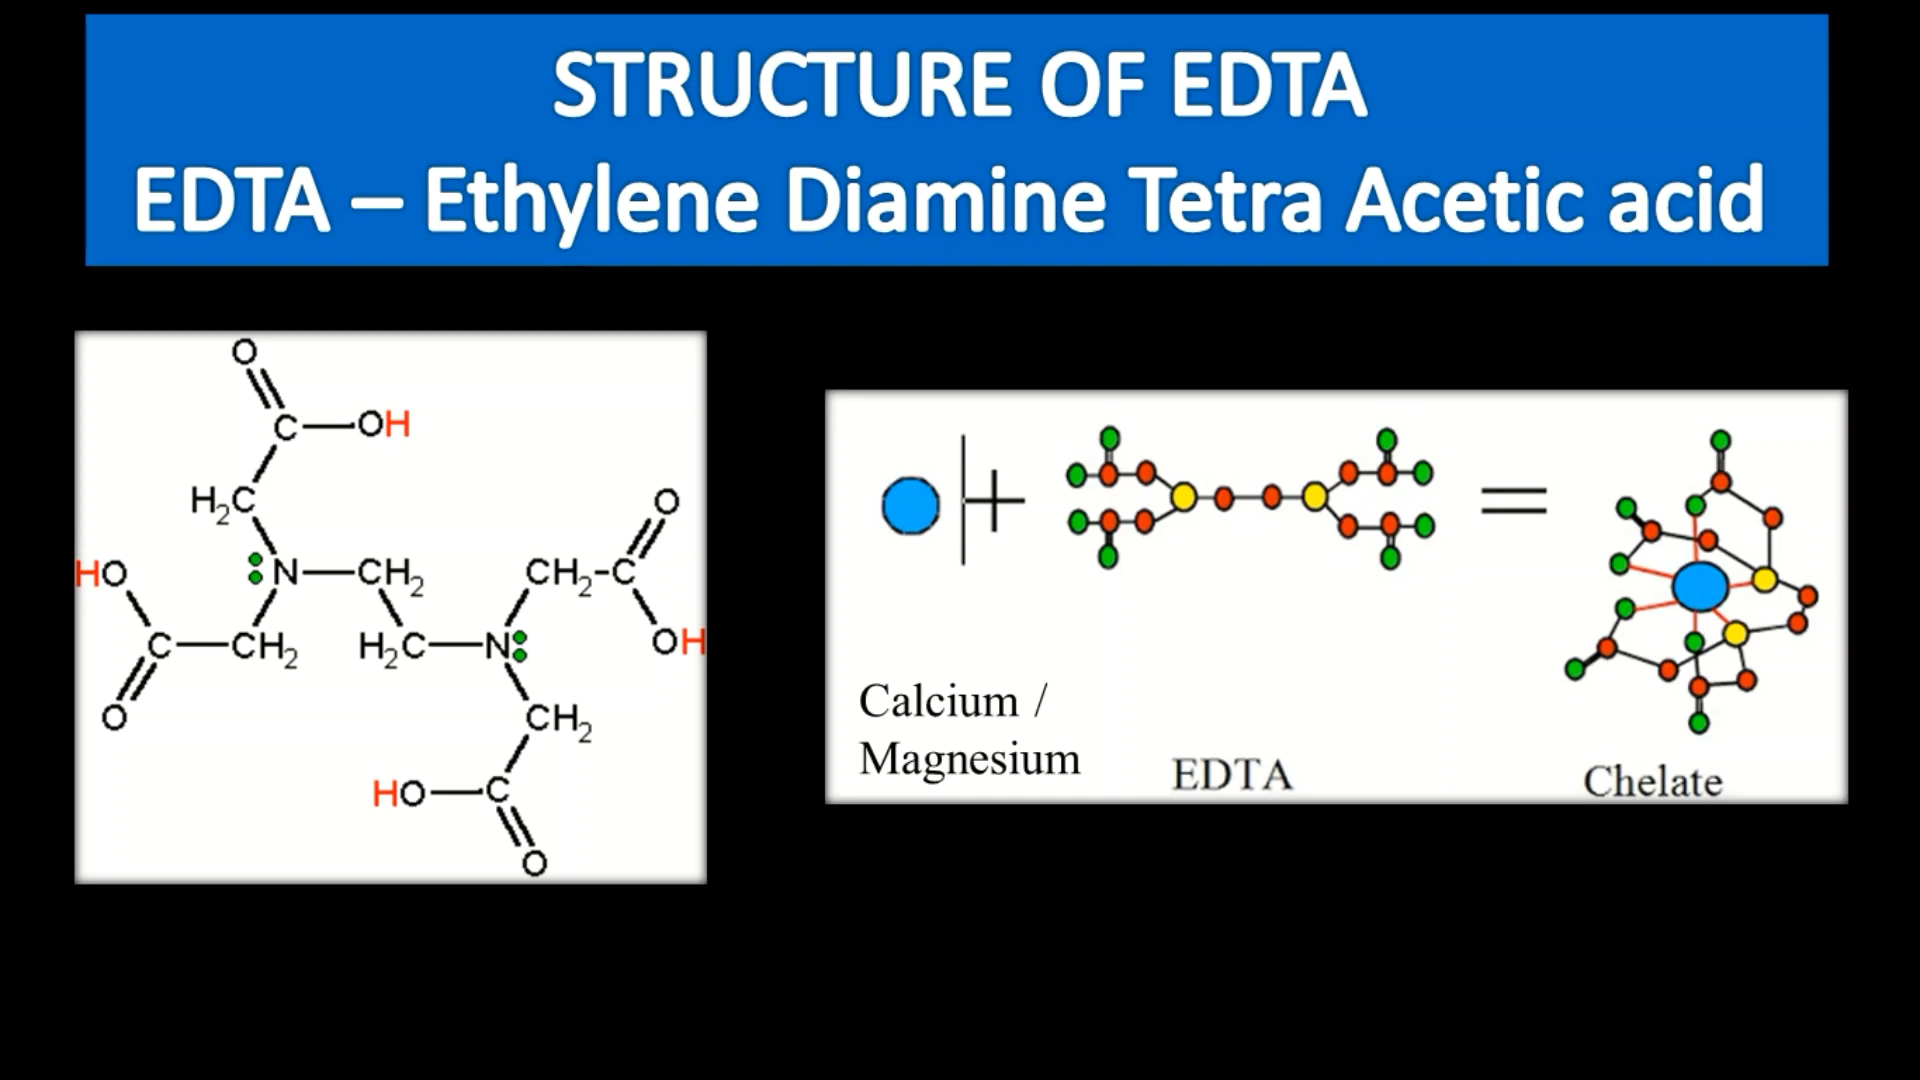 STRUCTURE OF EDTA
EDTA – Ethylene Diamine Tetra Acetic acid
O
C OH
H2C
N CH2
HO
C CH2
O
H2C N
CH2-C
O
OH
CH2
HO C
O
+ =
Calcium /
Magnesium
EDTA
Chelate